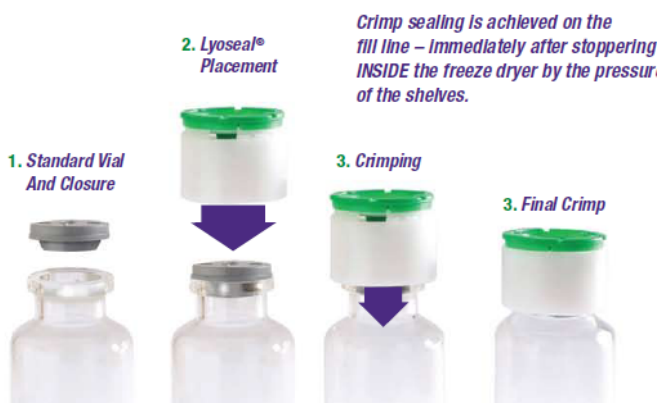 Crimp sealing is achieved on the
fill line – immediately after stoppering
INSIDE the freeze dryer by the pressure
of the shelves.
2. Lyoseal®
Placement
1. Standard Vial
And Closure
3. Crimping
3. Final Crimp